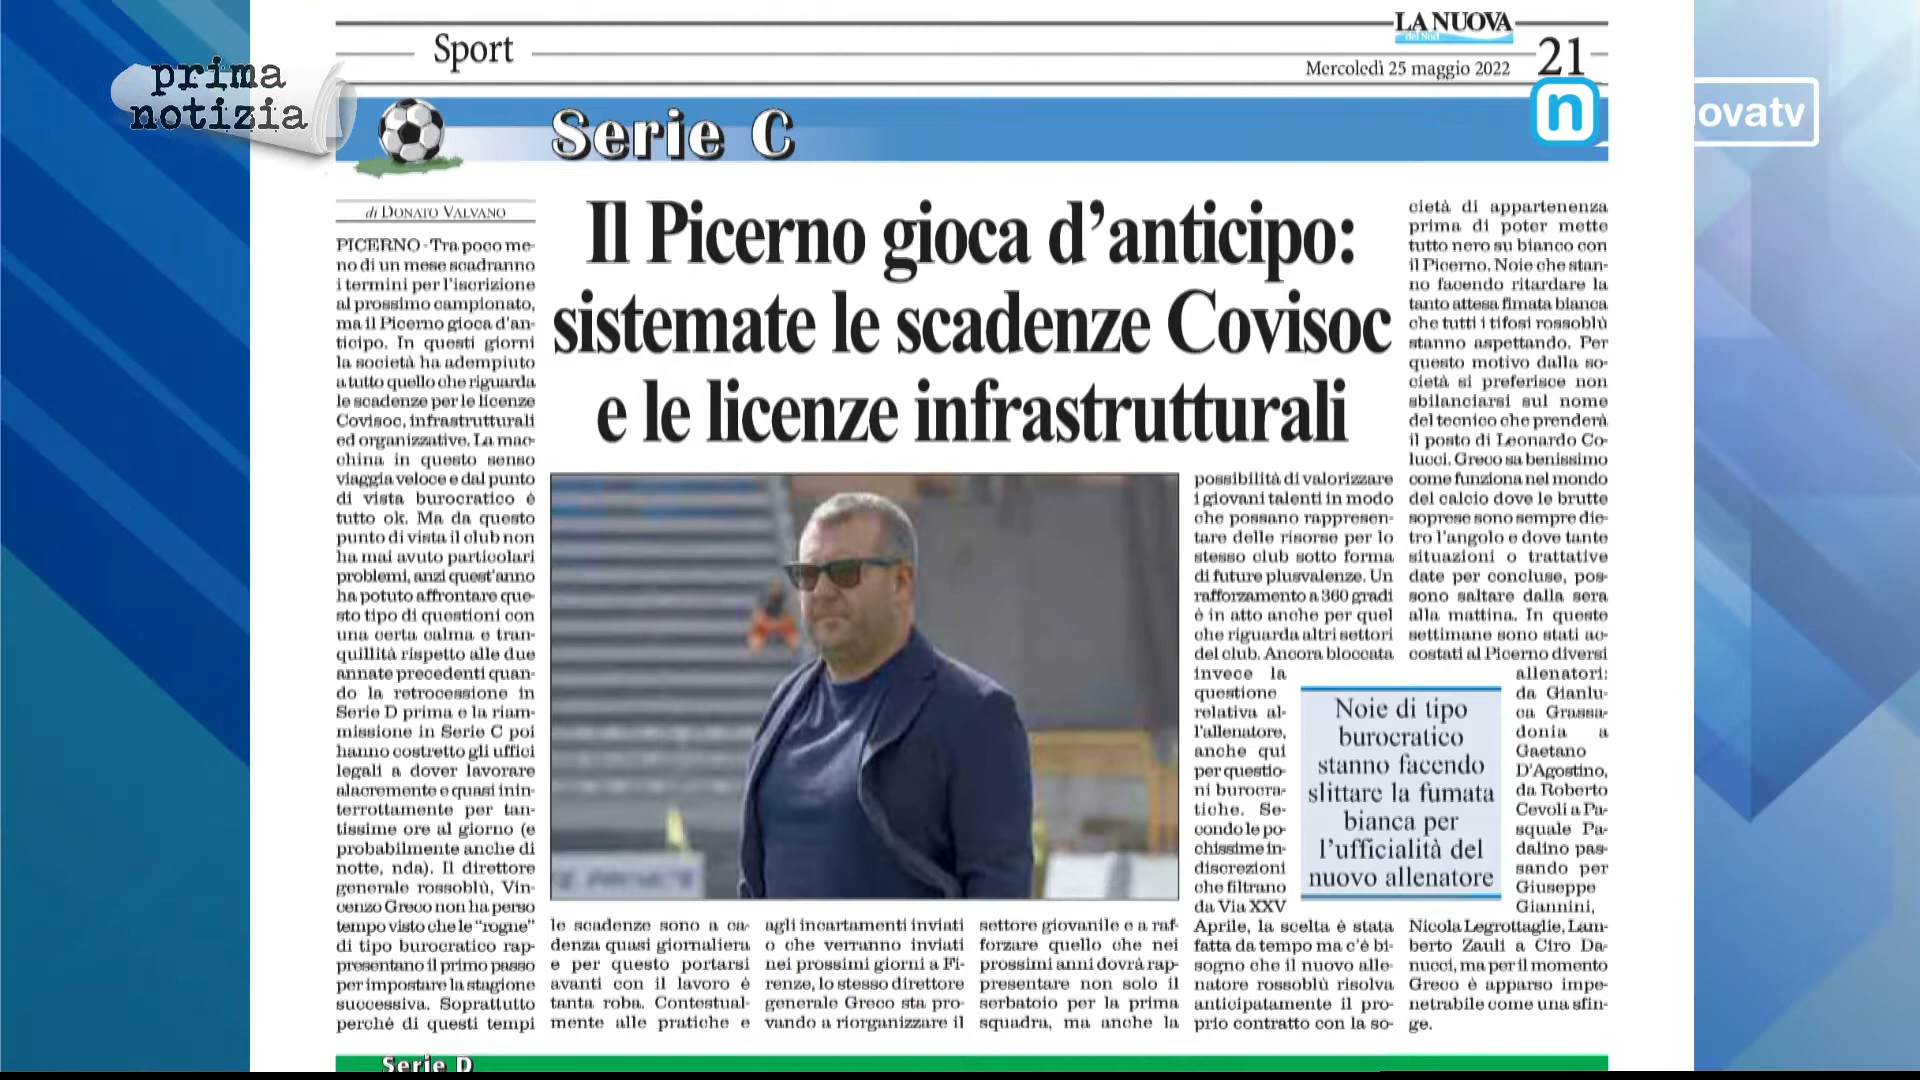 prima
notizia
Sport
LA NUOVA
del Sud
Mercoledì 25 maggio 2022
21
Serie C
n
ovatv
di DONATO VALVANO
Il Picerno gioca d'anticipo:
sistemate le scadenze Covisoc
e le licenze infrastrutturali
PICERNO - Tra poco me-
no di un mese scadranno
i termini per l'iscrizione
al prossimo campionato,
ma il Picerno gioca d'an-
ticipo. In questi giorni
la società ha adempiuto
a tutto quello che riguarda
le scadenze per le licenze
Covisoc, infrastrutturali
ed organizzative. La mac-
china in questo senso
viaggia veloce e dal punto
di vista burocratico è
tutto ok. Ma da questo
punto di vista il club non
ha mai avuto particolari
problemi, anzi quest'anno
ha potuto affrontare que-
sto tipo di questioni con
una certa calma e tran-
quillità rispetto alle due
annate precedenti quan-
do la retrocessione in
Serie D prima e la riam-
missione in Serie C poi
hanno costretto gli uffici
legali a dover lavorare
alacremente e quasi inin-
terrottamente per tan-
tissime ore al giorno (e
probabilmente anche di
notte, nda). Il direttore
generale rossoblù, Vin-
cenzo Greco non ha perso
tempo visto che le "rogne"
di tipo burocratico rap-
presentano il primo passo
per impostare la stagione
successiva. Soprattutto
perché di questi tempi
le scadenze sono a ca-
denza quasi giornaliera
e per questo portarsi
avanti con il lavoro è
tanta roba. Contestual-
mente alle pratiche e
agli incartamenti inviati
o che verranno inviati
nei prossimi giorni a Fi-
renze, lo stesso direttore
generale Greco sta pro-
vando a riorganizzare il
settore giovanile e a raf-
forzare quello che nei
prossimi anni dovrà rap-
presentare non solo il
serbatoio per la prima
squadra, ma anche la
possibilità di valorizzare
i giovani talenti in modo
che possano rappresen-
tare delle risorse per lo
stesso club sotto forma
di future plusvalenze. Un
rafforzamento a 360 gradi
è in atto anche per quel
che riguarda altri settori
del club. Ancora bloccata
invece la
questione
relativa al-
l'allenatore,
anche qui
per questio-
ni burocra-
tiche. Se-
condo le po-
chissime in-
discrezioni
che filtrano
da Via XXV
Aprile, la scelta è stata
fatta da tempo ma c'è bi-
sogno che il nuovo alle-
natore rossoblù risolva
anticipatamente il pro-
prio contratto con la so-
Noie di tipo
burocratico
stanno facendo
slittare la fumata
bianca per
l'ufficialità del
nuovo allenatore
cietà di appartenenza
prima di poter mette
tutto nero su bianco con
il Picerno. Noie che stan-
no facendo ritardare la
tanto attesa fimata bianca
che tutti i tifosi rossoblù
stanno aspettando. Per
questo motivo dalla so-
cietà si preferisce non
sbilanciarsi sul nome
del tecnico che prenderà
il posto di Leonardo Co-
lucci. Greco sa benissimo
come funziona nel mondo
del calcio dove le brutte
soprese sono sempre die-
tro l'angolo e dove tante
situazioni o trattative
date per concluse, pos-
sono saltare dalla sera
alla mattina. In queste
settimane sono stati ac-
costati al Picerno diversi
allenatori:
da Gianlu-
ca Grassa-
donia a
Gaetano
D'Agostino,
da Roberto
Cevoli a Pa-
squale Pa-
dalino pas-
sando per
Giuseppe
Giannini,
Nicola Legrottaglie, Lam-
berto Zauli a Ciro Da-
nucci, ma per il momento
Greco è apparso impe-
netrabile come una sfin-
ge.
Serie D